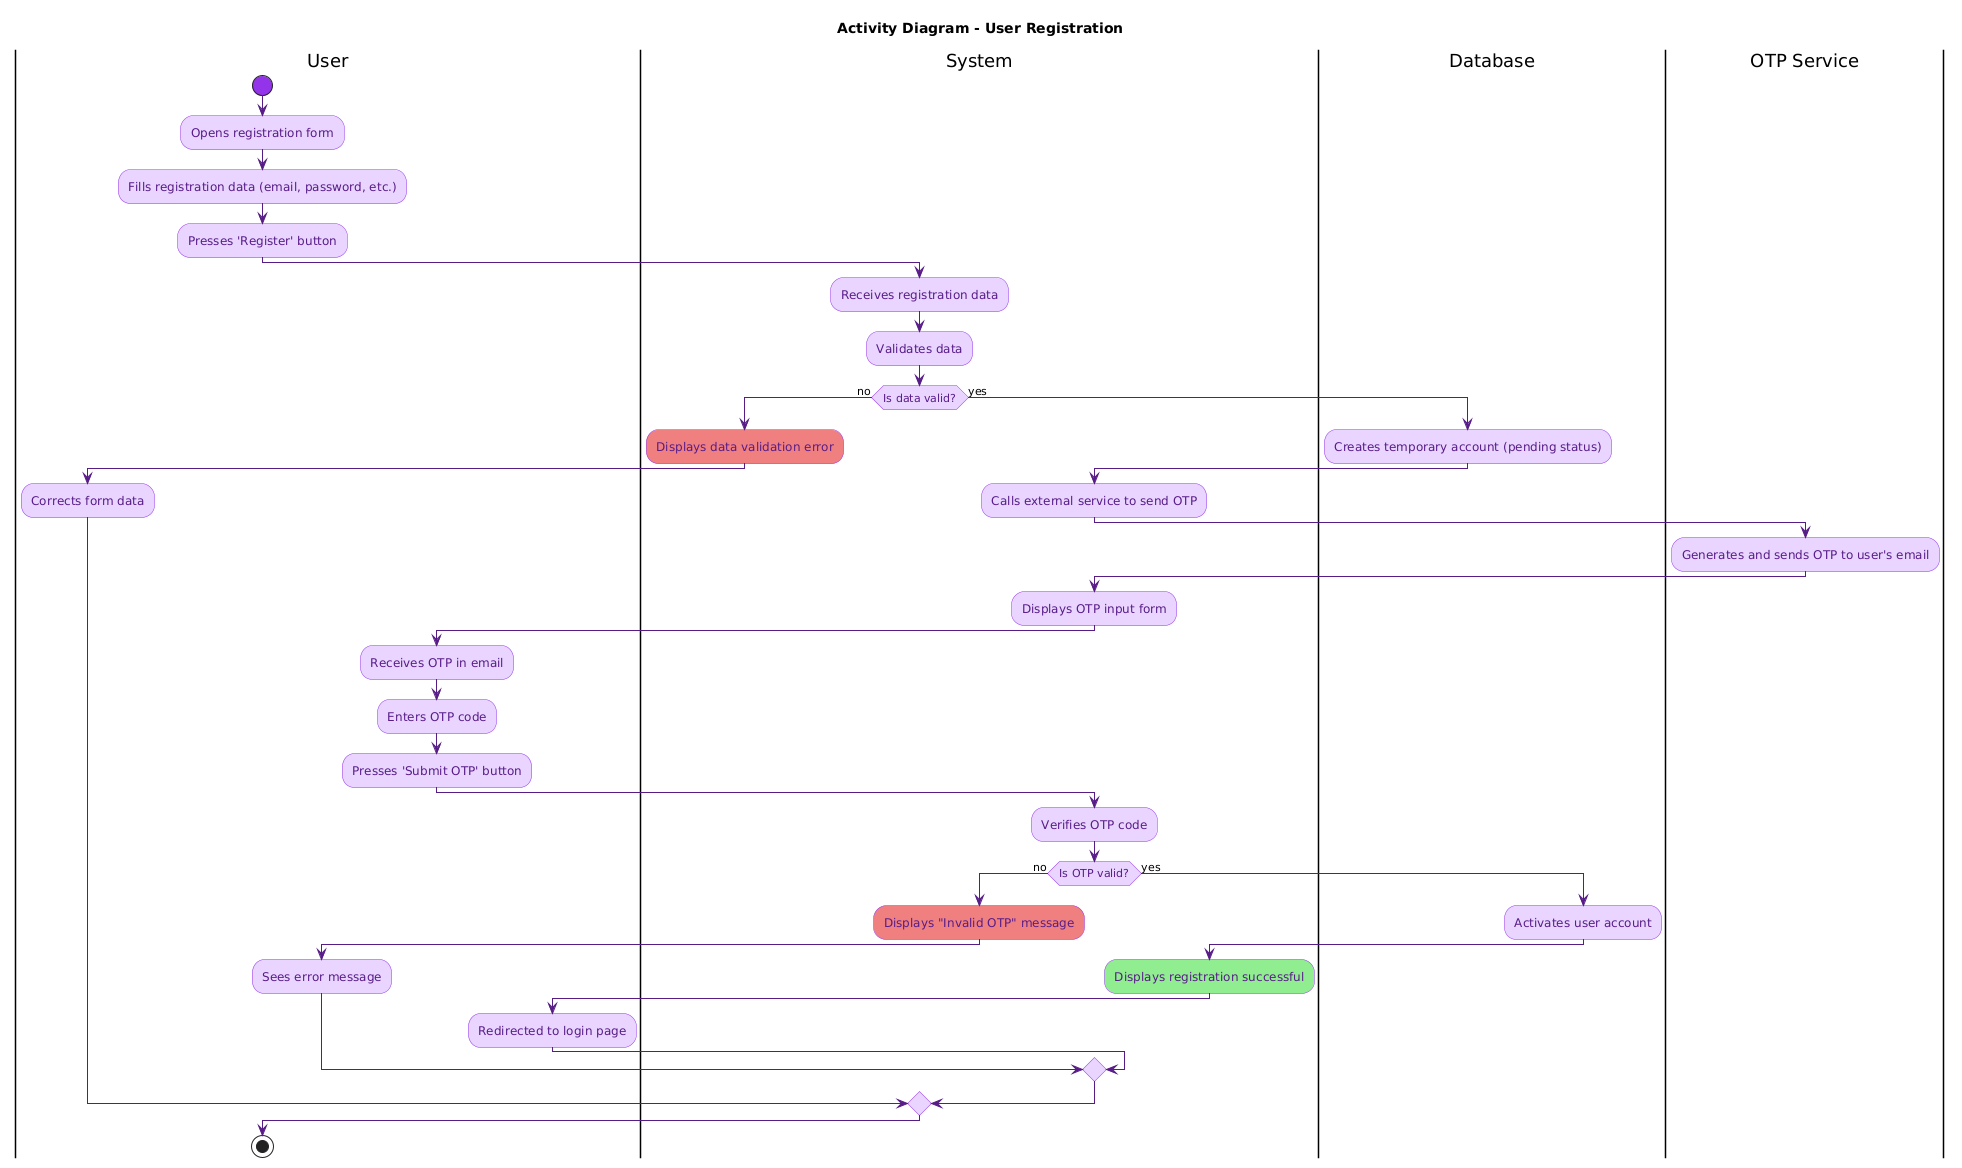 Activity Diagram - User Registration
User
System
Database
OTP Service
Opens registration form
Fills registration data (email, password, etc.)
Presses 'Register' button
Receives registration data
Validates data
no
Is data valid?
yes
Displays data validation error
Creates temporary account (pending status)
Corrects form data
Calls external service to send OTP
Generates and sends OTP to user's email
Displays OTP input form
Receives OTP in email
Enters OTP code
Presses 'Submit OTP' button
Verifies OTP code
no
Is OTP valid?
yes
Displays "Invalid OTP" message
Activates user account
Sees error message
Displays registration successful
Redirected to login page